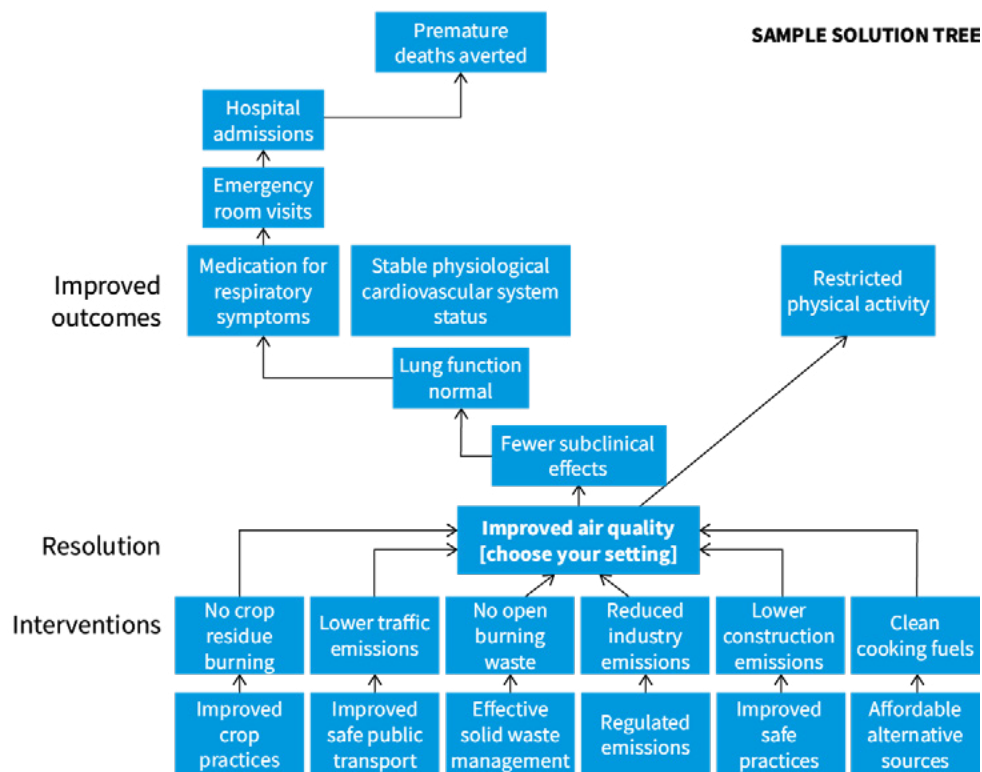 SAMPLE SOLUTION TREE
Premature
deaths averted
Hospital
admissions
Emergency
room visits
Improved
outcomes
Medication for
respiratory
symptoms
Stable physiological
cardiovascular system
status
Restricted
physical activity
Lung function
normal
Fewer subclinical
effects
Resolution
Improved air quality
[choose your setting]
Interventions
No crop
residue
burning
Lower traffic
emissions
No open
burning
waste
Reduced
industry
emissions
Lower
construction
emissions
Clean
cooking fuels
Improved
crop
practices
Improved
safe public
transport
Effective
solid waste
management
Regulated
emissions
Improved
safe
practices
Affordable
alternative
sources